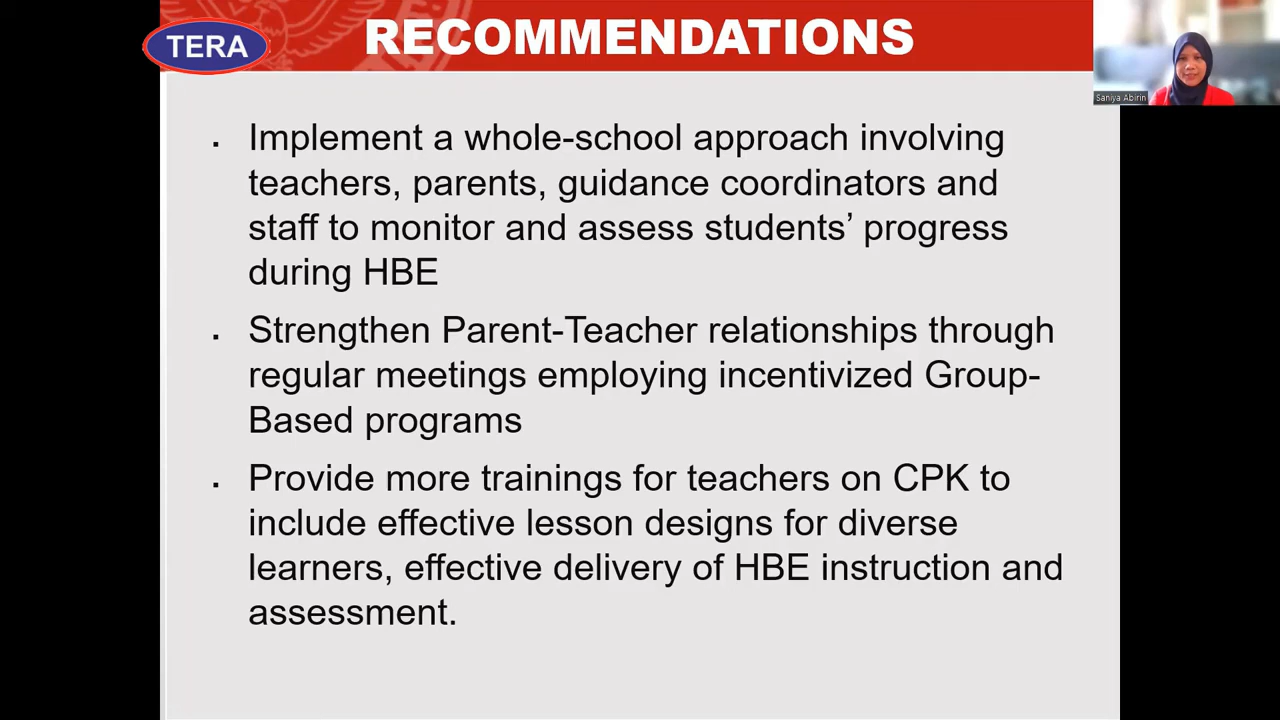 TERA
RECOMMENDATIONS
Saniya Abirin
▪ Implement a whole-school approach involving
teachers, parents, guidance coordinators and
staff to monitor and assess students’ progress
during HBE
▪ Strengthen Parent-Teacher relationships through
regular meetings employing incentivized Group-
Based programs
▪ Provide more trainings for teachers on CPK to
include effective lesson designs for diverse
learners, effective delivery of HBE instruction and
assessment.